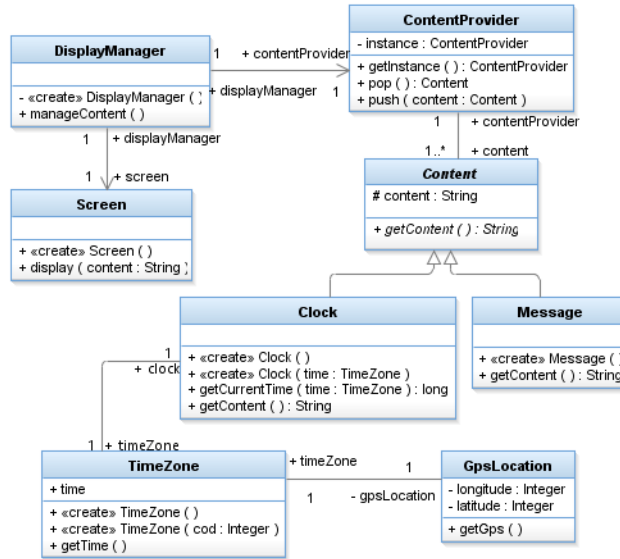 DisplayManager
- «create» DisplayManager ( )
+ manageContent ( )
1 + contentProvider
+ displayManager 1
ContentProvider
- instance : ContentProvider
+ getInstance ( ) : ContentProvider
+ pop ( ) : Content
+ push ( content : Content )
1 + displayManager
1 + screen
1 + contentProvider
1..* + content
Screen
+ «create» Screen ( )
+ display ( content : String )
Content
# content : String
+ getContent ( ) : String
Clock
+ «create» Clock ( )
+ «create» Clock ( time : TimeZone )
+ getCurrentTime ( time : TimeZone ) : long
+ getContent ( ) : String
Message
+ «create» Message ( )
+ getContent ( ) : String
1
+ clock
1 + timeZone
TimeZone
+ time
+ «create» TimeZone ( )
+ «create» TimeZone ( cod : Integer )
+ getTime ( )
+ timeZone 1
1 - gpsLocation
GpsLocation
- longitude : Integer
- latitude : Integer
+ getGps ( )